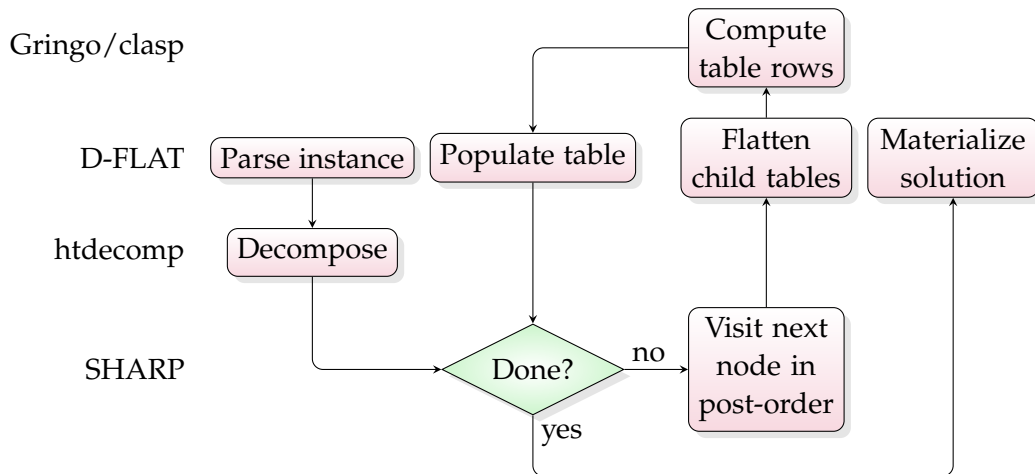 Gringo/clasp
Compute
table rows
D-FLAT
Parse instance
Populate table
Flatten
child tables
Materialize
solution
htdecomp
Decompose
SHARP
Done?
no
Visit next
node in
post-order
yes